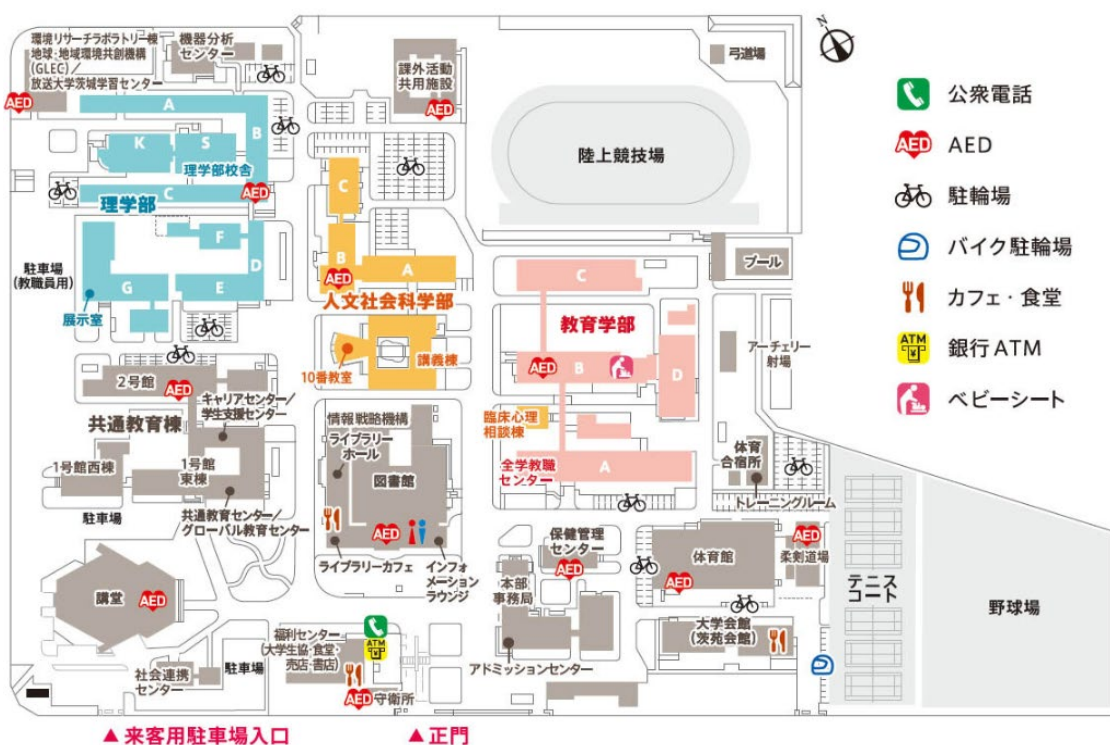 環境リサーチラボラトリー棟
地球・地域環境共創機構
(GLEC)/
放送大学茨城学習センター
機器分析
センター
AED
A
B
K
S
理学部校舎
C
AED
理学部
F
D
G
E
展示室
駐車場
(教職員用)
課外活動
共用施設
AED
C
B
A
AED
人文社会科学部
10番教室
講義棟
弓道場
陸上競技場
プール
アーチェリー
射場
C
教育学部
AED
B
D
臨床心理
相談棟
全学教職
センター
A
2号館
AED
キャリアセンター/
学生支援センター
共通教育棟
1号館西棟
1号館
東棟
共通教育センター/
グローバル教育センター
駐車場
情報戦略機構
ライブラリー
ホール
図書館
AED
ライブラリーカフェ
インフォ
メーション
ラウンジ
体育
合宿所
トレーニングルーム
保健管理
センター
AED
本部
事務局
アドミッションセンター
体育館
AED
AED
柔剣道場
大学会館
(茨苑会館)
テニス
コート
野球場
講堂
AED
社会連携
センター
駐車場
福利センター
(大学生協・食堂・
売店・書店)
ATM
¥
AED
守衛所
▲来客用駐車場入口
▲正門
N
公衆電話
AED
AED
駐輪場
バイク駐輪場
カフェ・食堂
ATM
¥
銀行ATM
ベビーシート